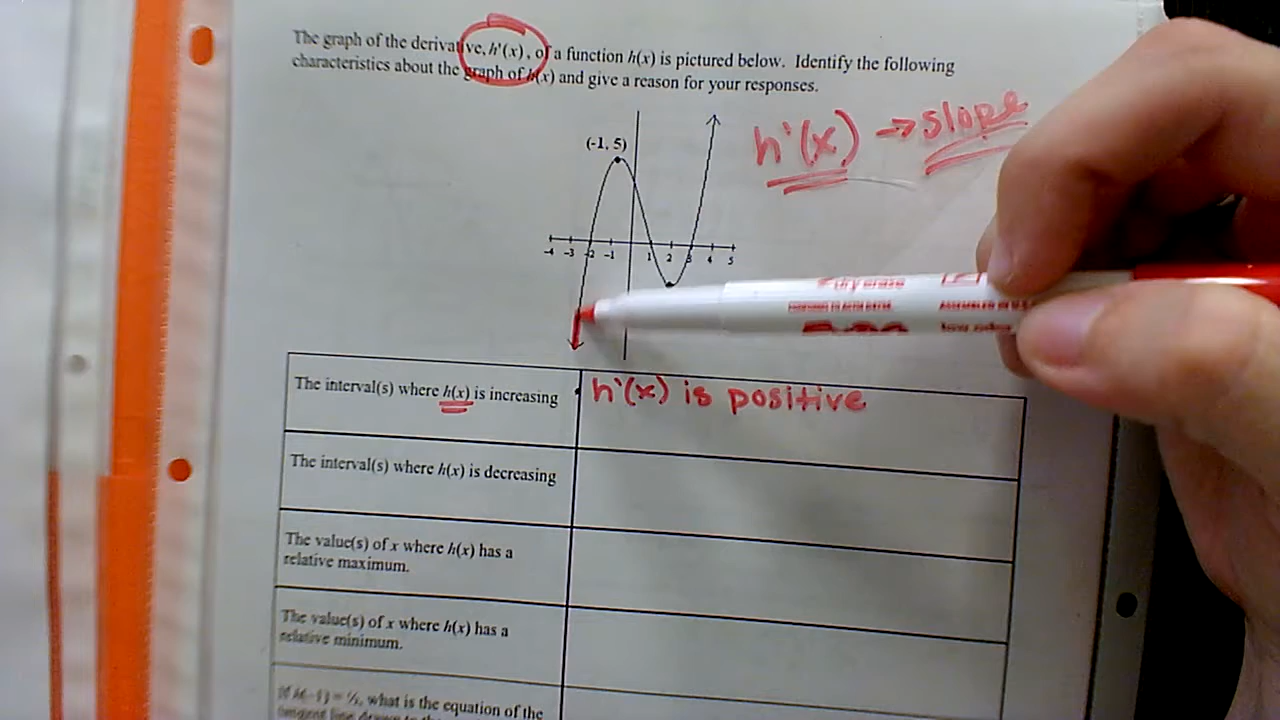 The graph of the derivative, h'(x), of a function h(x) is pictured below. Identify the following
characteristics about the graph of h(x) and give a reason for your responses.
h'(x) → slope
(-1, 5)
-4 -3 -2 -1 1 2 3 4 5
dry erase
The interval(s) where h(x) is increasing
h'(x) is positive
The interval(s) where h(x) is decreasing
The value(s) of x where h(x) has a
relative maximum.
The value(s) of x where h(x) has a
relative minimum.
what is the equation of the